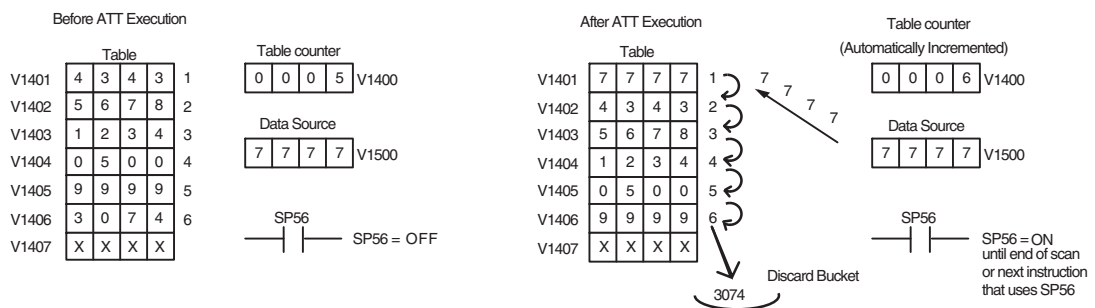 Before ATT Execution
Table
V1401 4 3 4 3 1
V1402 5 6 7 8 2
V1403 1 2 3 4 3
V1404 0 5 0 0 4
V1405 9 9 9 9 5
V1406 3 0 7 4 6
V1407 X X X X
Table counter
0 0 0 5 V1400
Data Source
7 7 7 7 V1500
SP56
SP56 = OFF
After ATT Execution
Table
V1401 7 7 7 7 1
V1402 4 3 4 3 2
V1403 5 6 7 8 3
V1404 1 2 3 4 4
V1405 0 5 0 0 5
V1406 9 9 9 9 6
V1407 X X X X
7
7
7
7
Table counter
(Automatically Incremented)
0 0 0 6 V1400
Data Source
7 7 7 7 V1500
SP56
SP56 = ON
until end of scan
or next instruction
that uses SP56
Discard Bucket
3074